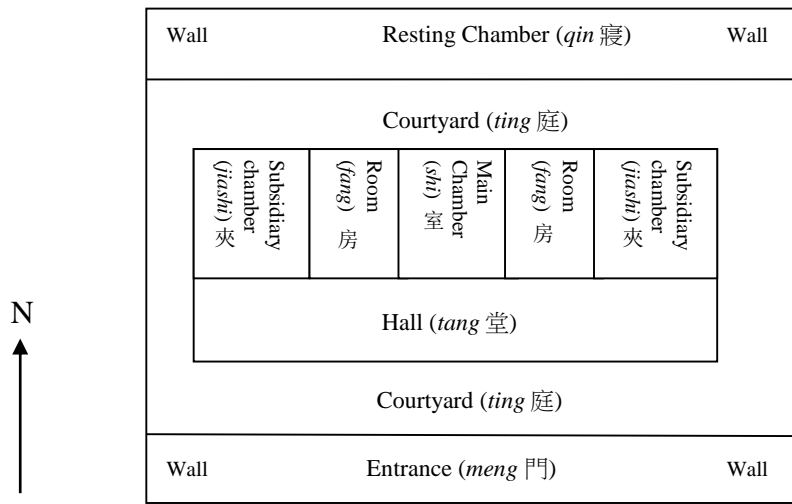 Wall Resting Chamber (qin 寢) Wall
Courtyard (ting 庭)
Subsidiary
chamber
(jiashi) 夾
Room
(fang) 房
Main
Chamber
(shi) 室
Room
(fang) 房
Subsidiary
chamber
(jiashi) 夾
Hall (tang 堂)
N
Courtyard (ting 庭)
Wall Entrance (meng 門) Wall